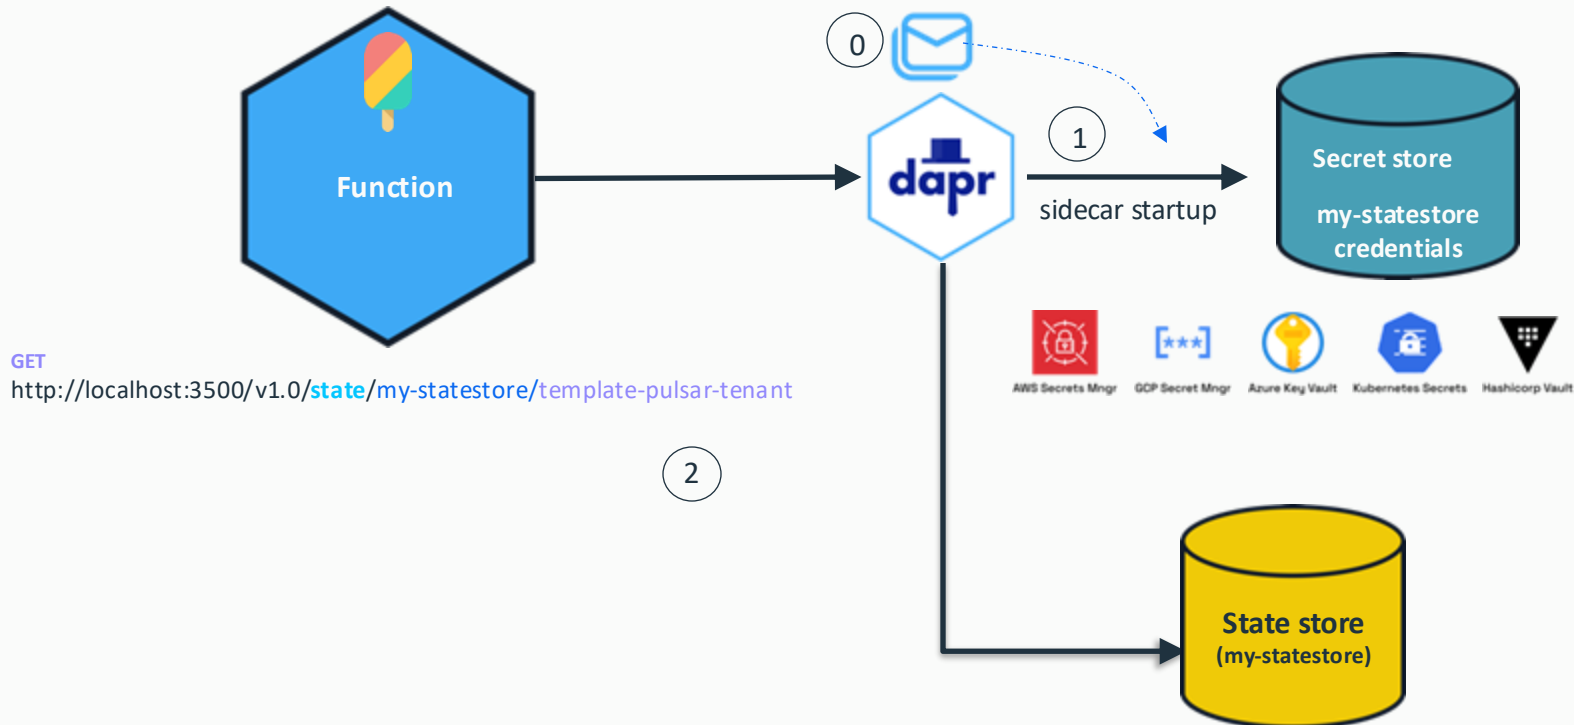 0
dapr
1
sidecar startup
Function
Secret store
my-statestore
credentials
GET
http://localhost:3500/v1.0/state/my-statestore/template-pulsar-tenant
[***]
AWS Secrets Mngr
GCP Secret Mngr
Azure Key Vault
Kubernetes Secrets
Hashicorp Vault
2
State store
(my-statestore)